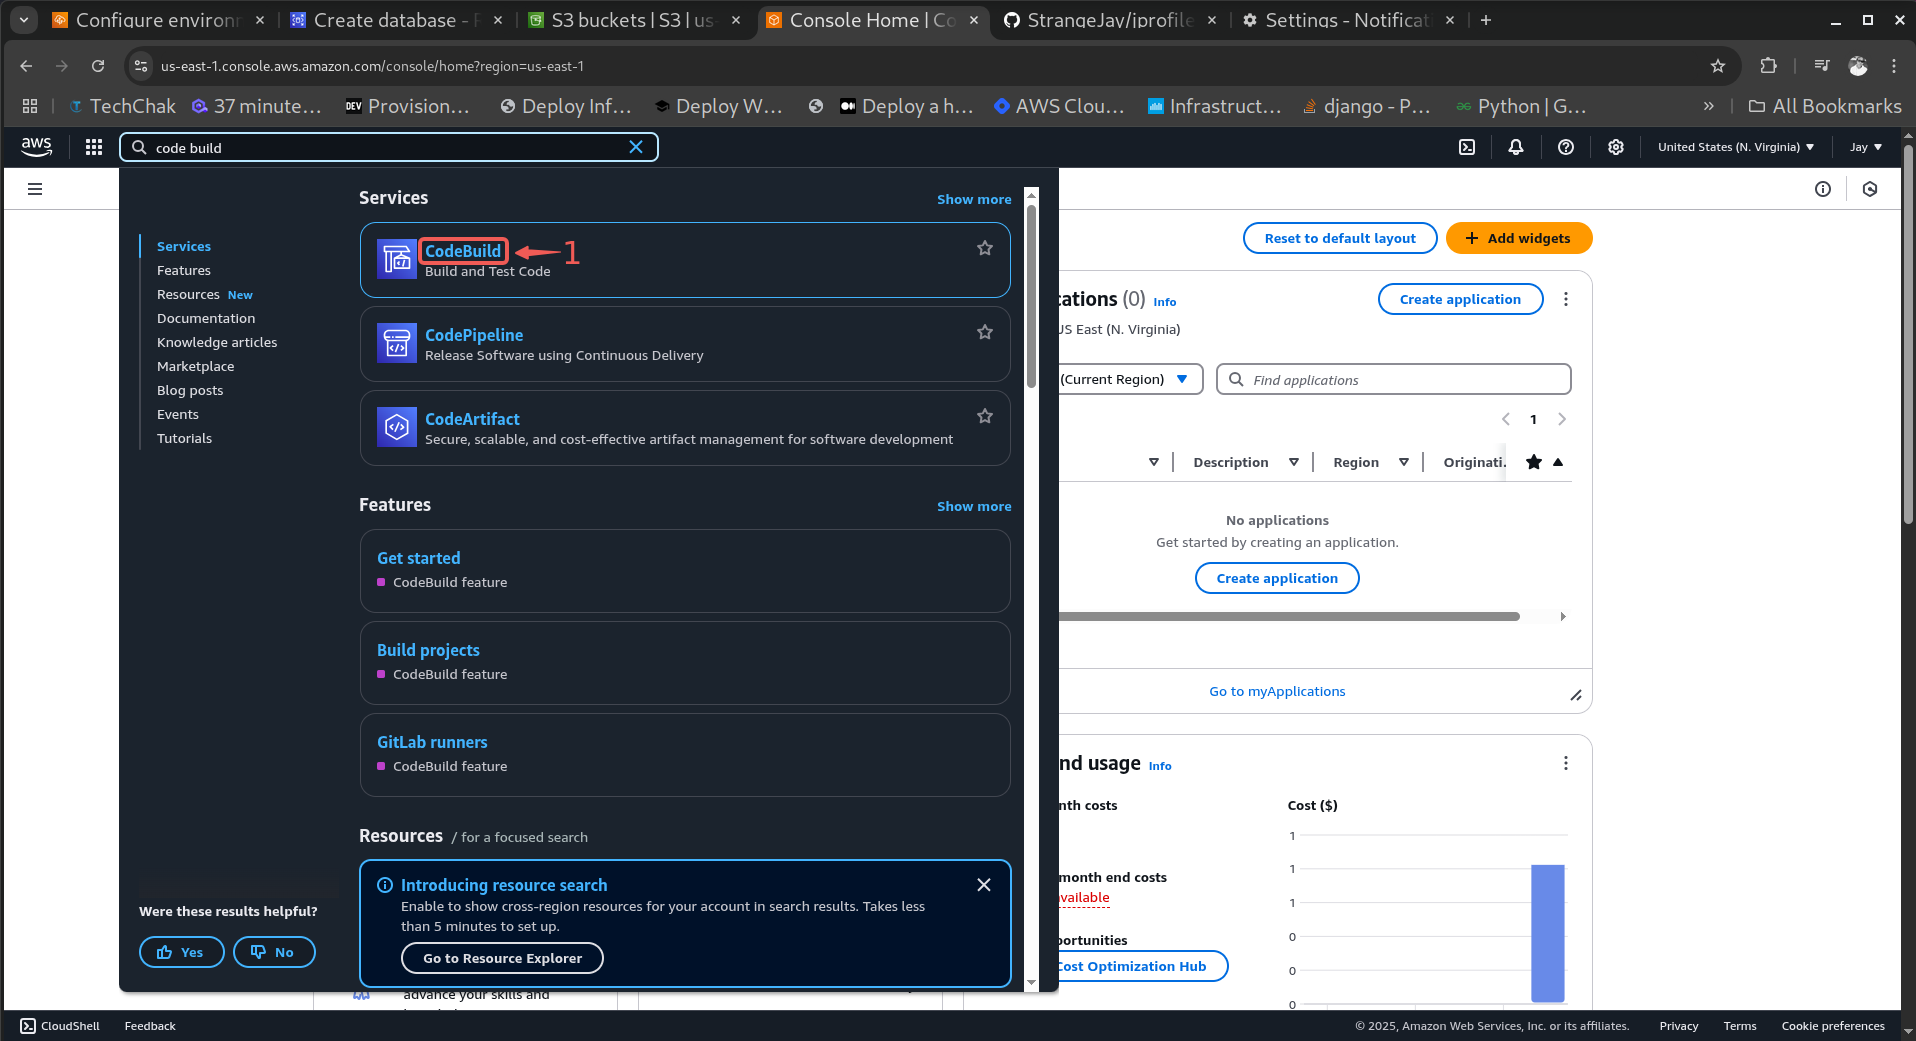 Configure environ
Create database - R
S3 buckets | S3 | us-
Console Home | Co
StrangeJay/jprofile
Settings - Notificat
us-east-1.console.aws.amazon.com/console/home?region=us-east-1
TechChak
37 minute...
Provision...
Deploy Inf...
Deploy W...
Deploy a h...
AWS Clou...
Infrastruct...
django - P...
Python | G...
All Bookmarks
aws
code build
United States (N. Virginia)
Jay
Services
Features
Resources New
Documentation
Knowledge articles
Marketplace
Blog posts
Events
Tutorials
Were these results helpful?
Yes
No
Services
Show more
CodeBuild
1
Build and Test Code
CodePipeline
Release Software using Continuous Delivery
CodeArtifact
Secure, scalable, and cost-effective artifact management for software development
Features
Show more
Get started
CodeBuild feature
Build projects
CodeBuild feature
GitLab runners
CodeBuild feature
Resources / for a focused search
Introducing resource search
Enable to show cross-region resources for your account in search results. Takes less
than 5 minutes to set up.
Go to Resource Explorer
advance your skills and
Reset to default layout
Add widgets
cations (0) Info
US East (N. Virginia)
Create application
(Current Region)
Find applications
1
Description
Region
Originati.
No applications
Get started by creating an application.
Create application
Go to myApplications
nd usage Info
nth costs
month end costs
vailable
portunities
Cost Optimization Hub
Cost ($)
1
1
1
0
0
0
CloudShell
Feedback
© 2025, Amazon Web Services, Inc. or its affiliates.
Privacy
Terms
Cookie preferences